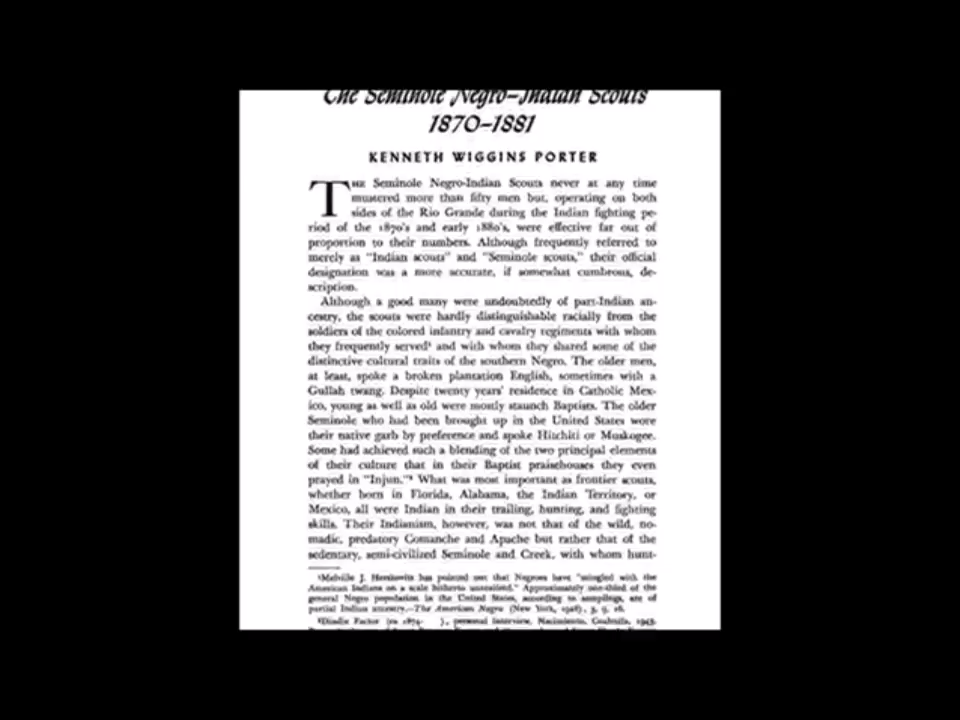 The Seminole Negro-Indian Scouts
1870–1881
KENNETH WIGGINS PORTER
THE Seminole Negro-Indian Scouts never at any time
mustered more than fifty men but, operating on both
sides of the Rio Grande during the Indian fighting pe-
riod of the 1870's and early 1880's, were effective far out of
proportion to their numbers. Although frequently referred to
merely as "Indian scouts" and "Seminole scouts," their official
designation was a more accurate, if somewhat cumbrous, de-
scription.
Although a good many were undoubtedly of part-Indian an-
cestry, the scouts were hardly distinguishable racially from the
soldiers of the colored infantry and cavalry regiments with whom
they frequently served¹ and with whom they shared some of the
distinctive cultural traits of the southern Negro. The older men,
at least, spoke a broken plantation English, sometimes with a
Gullah twang. Despite twenty years' residence in Catholic Mex-
ico, young as well as old were mostly staunch Baptists. The older
Seminole who had been brought up in the United States wore
their native garb by preference and spoke Hitchiti or Muskogee.
Some had achieved such a blending of the two principal elements
of their culture that in their Baptist praisehouses they even
prayed in "Injun."² What was most important as frontier scouts,
whether born in Florida, Alabama, the Indian Territory, or
Mexico, all were Indian in their trailing, hunting, and fighting
skills. Their Indianism, however, was not that of the wild, no-
madic, predatory Comanche and Apache but rather that of the
sedentary, semi-civilized Seminole and Creek, with whom hunt-
¹Melville J. Herskovits has pointed out that Negroes have "mingled with the
American Indians on a scale hitherto unrealized." Approximately one-third of the
general Negro population in the United States, according to samplings, are of
partial Indian ancestry.—The American Negro (New York, 1928), 3, 9, 16.
²Dindie Factor (ca 1874- ), personal interview, Nacimiento, Coahuila, 1943.